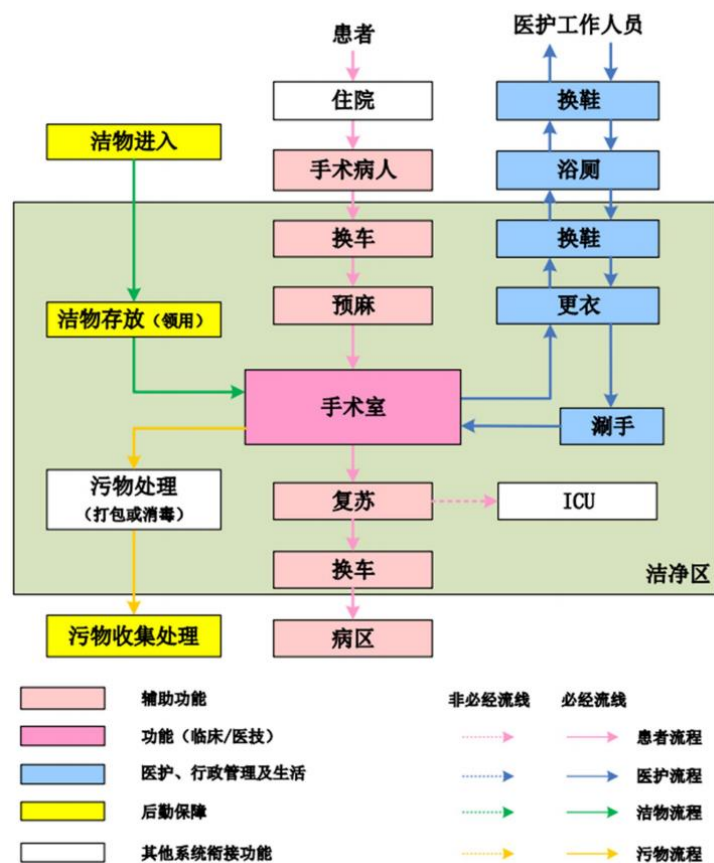 患者
医护工作人员
住院
换鞋
洁物进入
手术病人
浴厕
换车
换鞋
洁物存放（领用）
预麻
更衣
手术室
涮手
污物处理
（打包或消毒）
复苏
ICU
换车
洁净区
污物收集处理
病区
辅助功能
非必经流线
必经流线
患者流程
功能（临床/医技）
医护、行政管理及生活
医护流程
后勤保障
洁物流程
其他系统衔接功能
污物流程